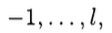 −1, . . . , l,